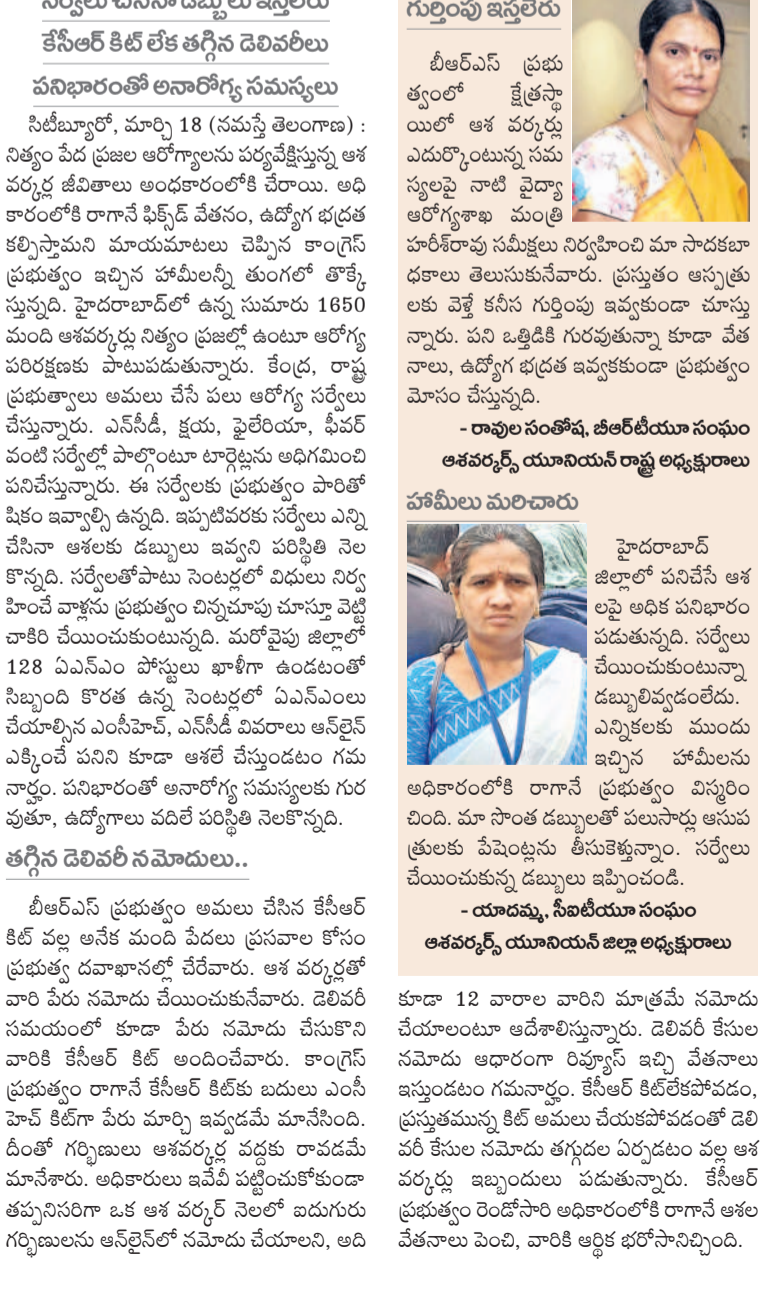 సర్వేలు చేసినా డబ్బులు ఇస్తలేరు
కేసీఆర్ కిట్ లేక తగ్గిన డెలివరీలు
పనిభారంతో అనారోగ్య సమస్యలు
సిటీబ్యూరో, మార్చి 18 (నమస్తే తెలంగాణ) :
నిత్యం పేద ప్రజల ఆరోగ్యాలను పర్యవేక్షిస్తున్న ఆశ
వర్కర్ల జీవితాలు అంధకారంలోకి చేరాయి. అధి
కారంలోకి రాగానే ఫిక్స్‌డ్ వేతనం, ఉద్యోగ భద్రత
కల్పిస్తామని మాయమాటలు చెప్పిన కాంగ్రెస్
ప్రభుత్వం ఇచ్చిన హామీలన్నీ తుంగలో తొక్కే
స్తున్నది. హైదరాబాద్‌లో ఉన్న సుమారు 1650
మంది ఆశవర్కర్లు నిత్యం ప్రజల్లో ఉంటూ ఆరోగ్య
పరిరక్షణకు పాటుపడుతున్నారు. కేంద్ర, రాష్ట్ర
ప్రభుత్వాలు అమలు చేసే పలు ఆరోగ్య సర్వేలు
చేస్తున్నారు. ఎన్‌సీడీ, క్షయ, ఫైలేరియా, ఫీవర్
వంటి సర్వేల్లో పాల్గొంటూ టార్గెట్లను అధిగమించి
పనిచేస్తున్నారు. ఈ సర్వేలకు ప్రభుత్వం పారితో
షికం ఇవ్వాల్సి ఉన్నది. ఇప్పటివరకు సర్వేలు ఎన్ని
చేసినా ఆశలకు డబ్బులు ఇవ్వని పరిస్థితి నెల
కొన్నది. సర్వేలతోపాటు సెంటర్లలో విధులు నిర్వ
హించే వాళ్లను ప్రభుత్వం చిన్నచూపు చూస్తూ వెట్టి
చాకిరి చేయించుకుంటున్నది. మరోవైపు జిల్లాలో
128 ఏఎన్ఎం పోస్టులు ఖాళీగా ఉండటంతో
సిబ్బంది కొరత ఉన్న సెంటర్లలో ఏఎన్ఎంలు
చేయాల్సిన ఎంసీహెచ్, ఎన్‌సీడీ వివరాలు ఆన్‌లైన్
ఎక్కించే పనిని కూడా ఆశలే చేస్తుండటం గమ
నార్హం. పనిభారంతో అనారోగ్య సమస్యలకు గుర
వుతూ, ఉద్యోగాలు వదిలే పరిస్థితి నెలకొన్నది.
తగ్గిన డెలివరీ నమోదులు..
బీఆర్ఎస్ ప్రభుత్వం అమలు చేసిన కేసీఆర్
కిట్ వల్ల అనేక మంది పేదలు ప్రసవాల కోసం
ప్రభుత్వ దవాఖానల్లో చేరేవారు. ఆశ వర్కర్లతో
వారి పేరు నమోదు చేయించుకునేవారు. డెలివరీ
సమయంలో కూడా పేరు నమోదు చేసుకొని
వారికి కేసీఆర్ కిట్ అందించేవారు. కాంగ్రెస్
ప్రభుత్వం రాగానే కేసీఆర్ కిట్‌కు బదులు ఎంసీ
హెచ్ కిట్‌గా పేరు మార్చి ఇవ్వడమే మానేసింది.
దీంతో గర్భిణులు ఆశవర్కర్ల వద్దకు రావడమే
మానేశారు. అధికారులు ఇవేవీ పట్టించుకోకుండా
తప్పనిసరిగా ఒక ఆశ వర్కర్ నెలలో ఐదుగురు
గర్భిణులను ఆన్‌లైన్‌లో నమోదు చేయాలని, అది
గుర్తింపు ఇస్తలేరు
బీఆర్ఎస్ ప్రభు
త్వంలో క్షేత్రస్థా
యిలో ఆశ వర్కర్లు
ఎదుర్కొంటున్న సమ
స్యలపై నాటి వైద్యా
ఆరోగ్యశాఖ మంత్రి
హరీశ్‌రావు సమీక్షలు నిర్వహించి మా సాదకబా
ధకాలు తెలుసుకునేవారు. ప్రస్తుతం ఆస్పత్రు
లకు వెళ్తే కనీస గుర్తింపు ఇవ్వకుండా చూస్తు
న్నారు. పని ఒత్తిడికి గురవుతున్నా కూడా వేత
నాలు, ఉద్యోగ భద్రత ఇవ్వకకుండా ప్రభుత్వం
మోసం చేస్తున్నది.
- రావుల సంతోష, బీఆర్‌టీయూ సంఘం
ఆశవర్కర్స్ యూనియన్ రాష్ట్ర అధ్యక్షురాలు
హామీలు మరిచారు
హైదరాబాద్
జిల్లాలో పనిచేసే ఆశ
లపై అధిక పనిభారం
పడుతున్నది. సర్వేలు
చేయించుకుంటున్నా
డబ్బులివ్వడంలేదు.
ఎన్నికలకు ముందు
ఇచ్చిన హామీలను
అధికారంలోకి రాగానే ప్రభుత్వం విస్మరిం
చింది. మా సొంత డబ్బులతో పలుసార్లు ఆసుప
త్రులకు పేషెంట్లను తీసుకెళ్తున్నాం. సర్వేలు
చేయించుకున్న డబ్బులు ఇప్పించండి.
- యాదమ్మ, సీఐటీయూ సంఘం
ఆశవర్కర్స్ యూనియన్ జిల్లా అధ్యక్షురాలు
కూడా 12 వారాల వారిని మాత్రమే నమోదు
చేయాలంటూ ఆదేశాలిస్తున్నారు. డెలివరీ కేసుల
నమోదు ఆధారంగా రివ్యూస్ ఇచ్చి వేతనాలు
ఇస్తుండటం గమనార్హం. కేసీఆర్ కిట్‌లేకపోవడం,
ప్రస్తుతమున్న కిట్ అమలు చేయకపోవడంతో డెలి
వరీ కేసుల నమోదు తగ్గుదల ఏర్పడటం వల్ల ఆశ
వర్కర్లు ఇబ్బందులు పడుతున్నారు. కేసీఆర్
ప్రభుత్వం రెండోసారి అధికారంలోకి రాగానే ఆశల
వేతనాలు పెంచి, వారికి ఆర్థిక భరోసానిచ్చింది.